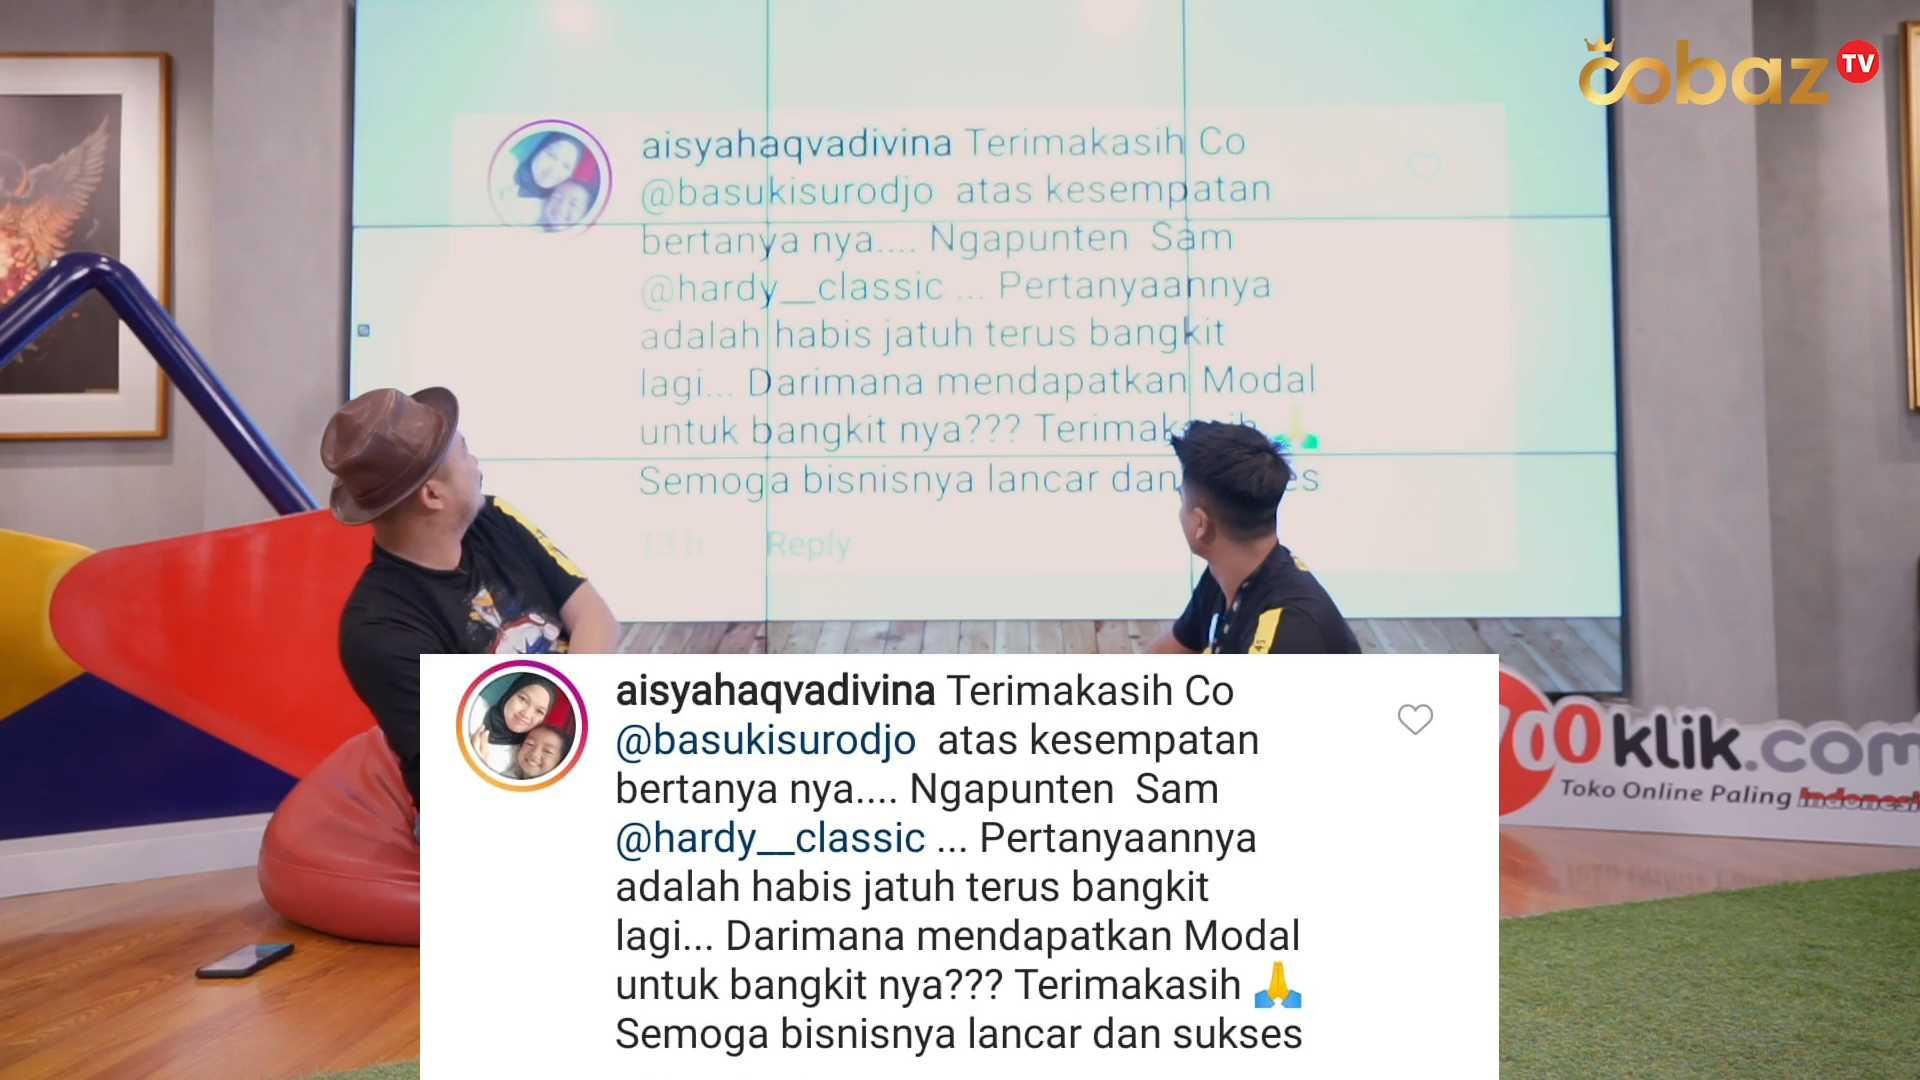 cobaz TV
aisyahaqvadivina Terimakasih Co
@basukisurodjo atas kesempatan
bertanya nya.... Ngapunten Sam
@hardy__classic ... Pertanyaannya
adalah habis jatuh terus bangkit
lagi... Darimana mendapatkan Modal
untuk bangkit nya??? Terimakasih 🙏
Semoga bisnisnya lancar dan
13 h Reply
aisyahaqvadivina Terimakasih Co
@basukisurodjo atas kesempatan
bertanya nya.... Ngapunten Sam
@hardy__classic ... Pertanyaannya
adalah habis jatuh terus bangkit
lagi... Darimana mendapatkan Modal
untuk bangkit nya??? Terimakasih 🙏
Semoga bisnisnya lancar dan sukses
klik.com
Toko Online Paling